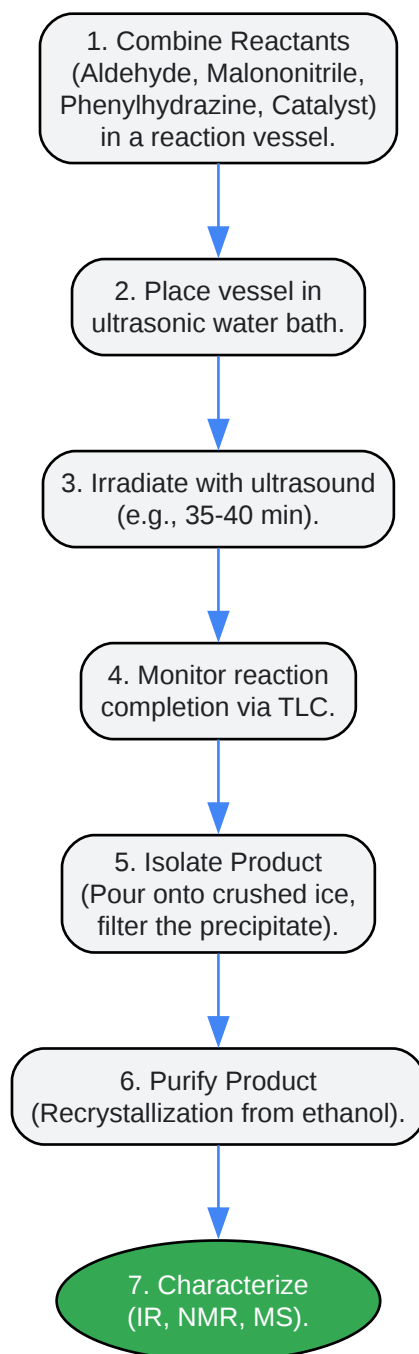 1. Combine Reactants
(Aldehyde, Malononitrile,
Phenylhydrazine, Catalyst)
in a reaction vessel.
2. Place vessel in
ultrasonic water bath.
3. Irradiate with ultrasound
(e.g., 35-40 min).
4. Monitor reaction
completion via TLC.
5. Isolate Product
(Pour onto crushed ice,
filter the precipitate).
6. Purify Product
(Recrystallization from ethanol).
7. Characterize
(IR, NMR, MS).